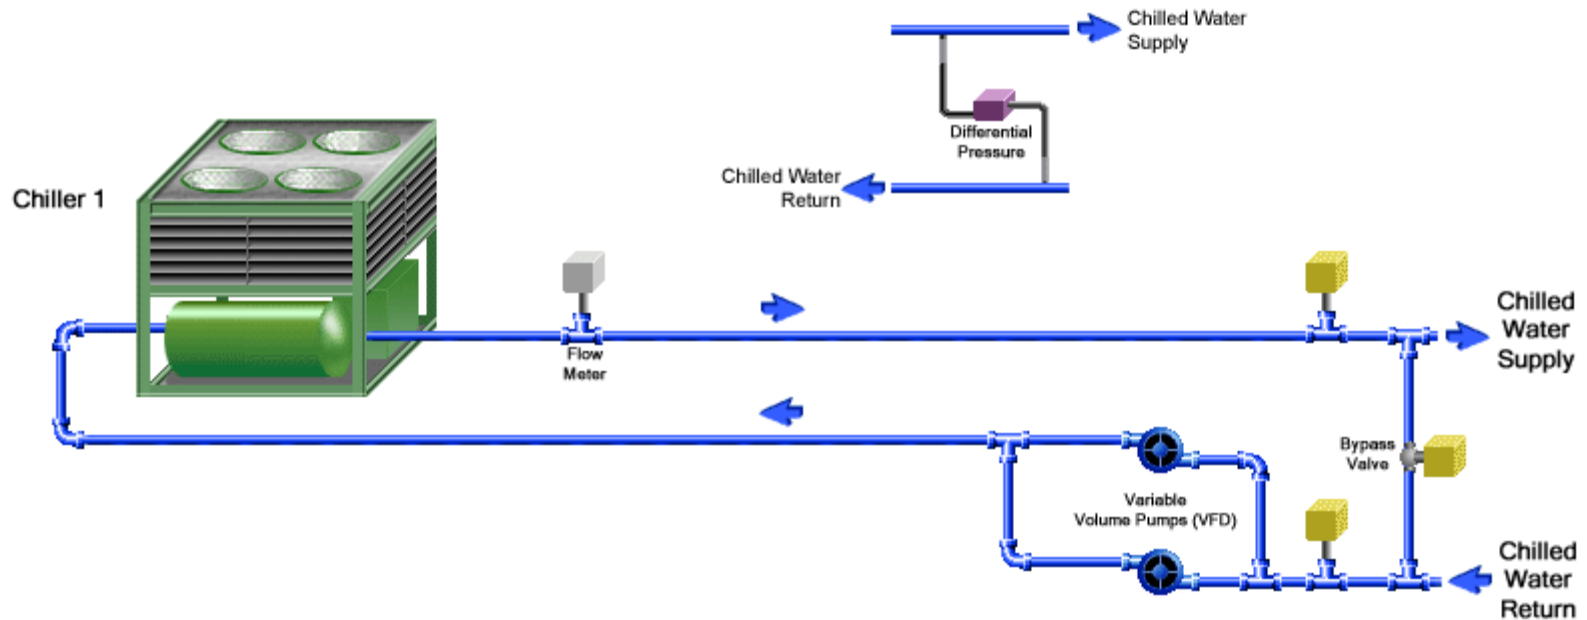 Chilled Water
Supply
Differential
Pressure
Chilled Water
Return
Chiller 1
Flow
Meter
Chilled
Water
Supply
Bypass
Valve
Variable
Volume Pumps (VFD)
Chilled
Water
Return